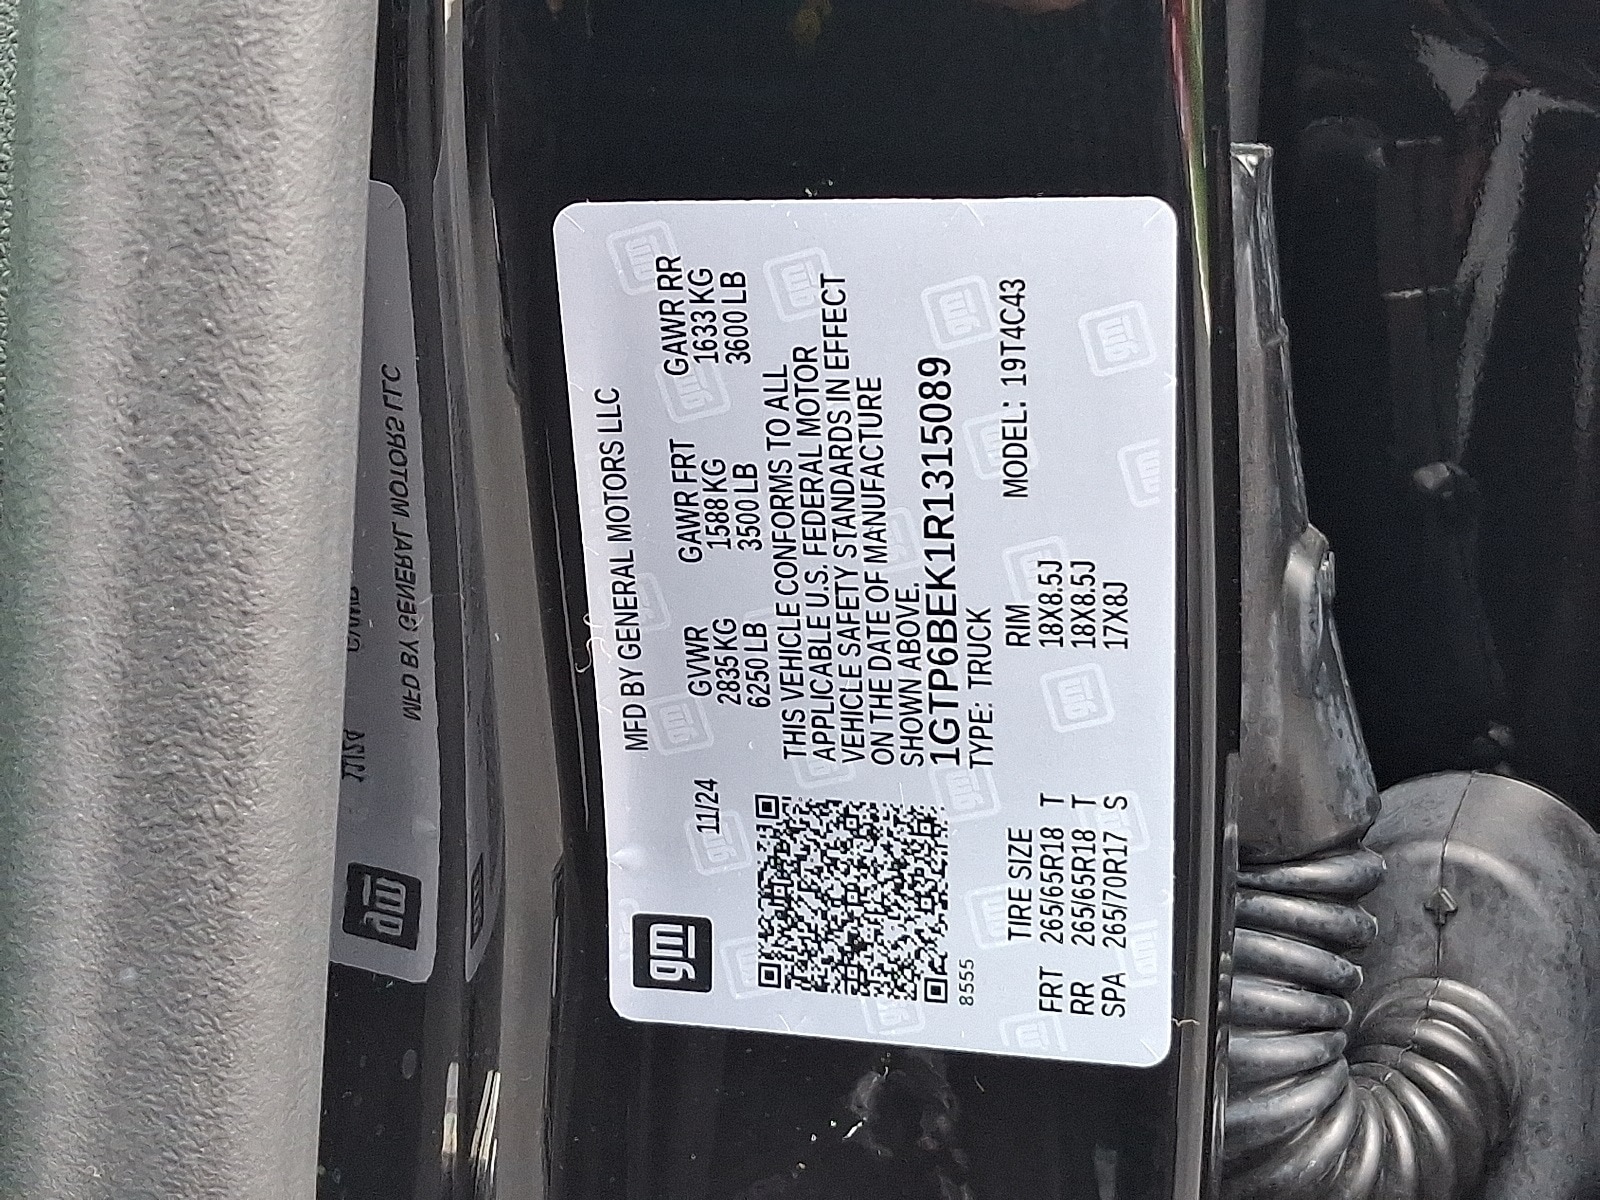 gm
MFD BY GENERAL MOTORS LLC
11/24
GVWR GAWR FRT GAWR RR
2835 KG 1588 KG 1633 KG
6250 LB 3500 LB 3600 LB
THIS VEHICLE CONFORMS TO ALL
APPLICABLE U.S. FEDERAL MOTOR
VEHICLE SAFETY STANDARDS IN EFFECT
ON THE DATE OF MANUFACTURE
SHOWN ABOVE.
1GTP6BEK1R1315089
8555
TYPE: TRUCK
MODEL: 19T4C43
TIRE SIZE RIM
FRT 265/65R18 T 18X8.5J
RR 265/65R18 T 18X8.5J
SPA 265/70R17 S 17X8J
gm
MFD BY GENERAL MOTORS LLC